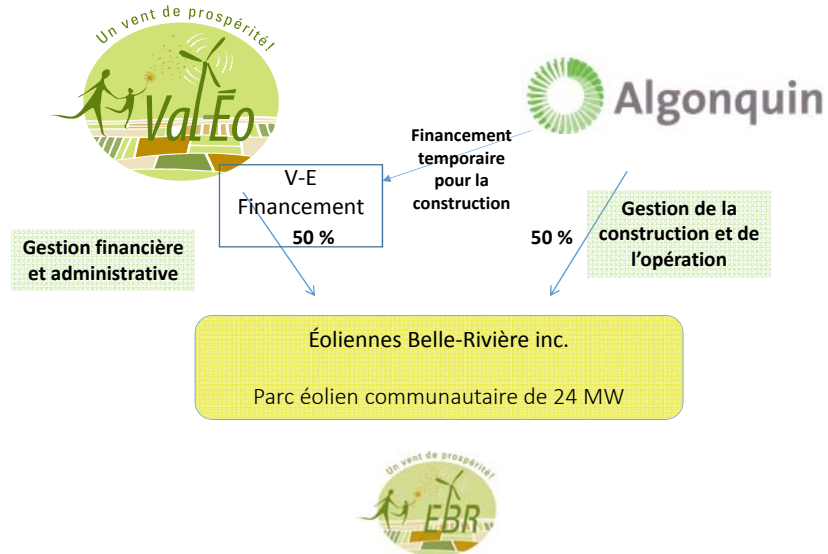 Un vent de prospérité!
Val-Éo
Algonquin
Financement
temporaire
pour la
construction
V-E
Financement
50 %
Gestion financière
et administrative
50 %
Gestion de la
construction et de
l’opération
Éoliennes Belle-Rivière inc.
Parc éolien communautaire de 24 MW
Un vent de prospérité!
EBR